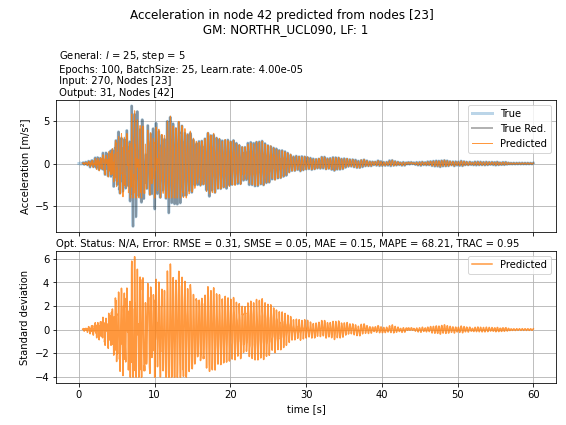 Acceleration in node 42 predicted from nodes [23]
GM: NORTHR_UCL090, LF: 1
General: l = 25, step = 5
Epochs: 100, BatchSize: 25, Learn.rate: 4.00e-05
Input: 270, Nodes [23]
Output: 31, Nodes [42]
Acceleration [m/s²]
5
0
−5
True
True Red.
Predicted
Opt. Status: N/A, Error: RMSE = 0.31, SMSE = 0.05, MAE = 0.15, MAPE = 68.21, TRAC = 0.95
Standard deviation
6
4
2
0
−2
−4
Predicted
0 10 20 30 40 50 60
time [s]